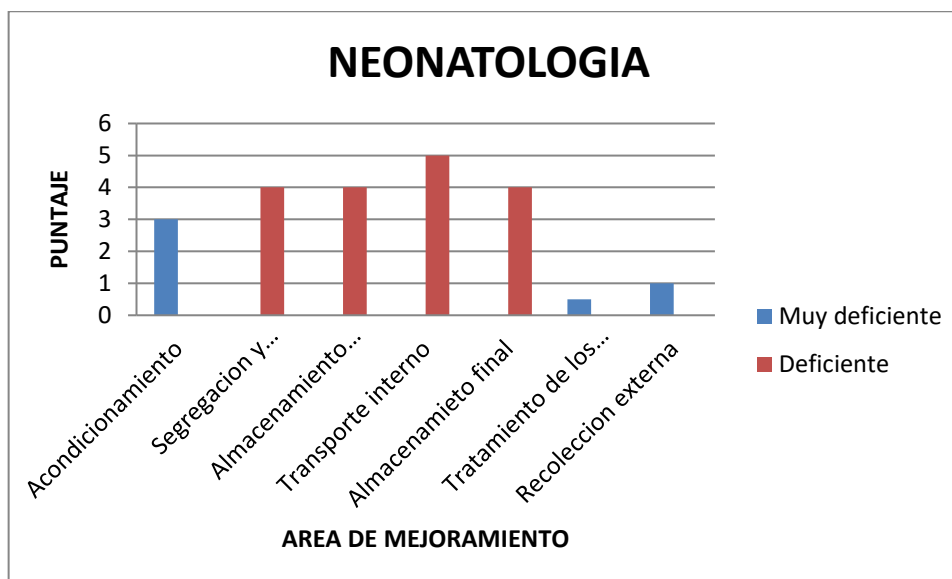 NEONATOLOGIA
PUNTAJE
6
5
4
3
2
1
0
Acondicionamiento
Segregacion y...
Almacenamiento...
Transporte interno
Almacenamieto final
Tratamiento de los...
Recoleccion externa
AREA DE MEJORAMIENTO
Muy deficiente
Deficiente